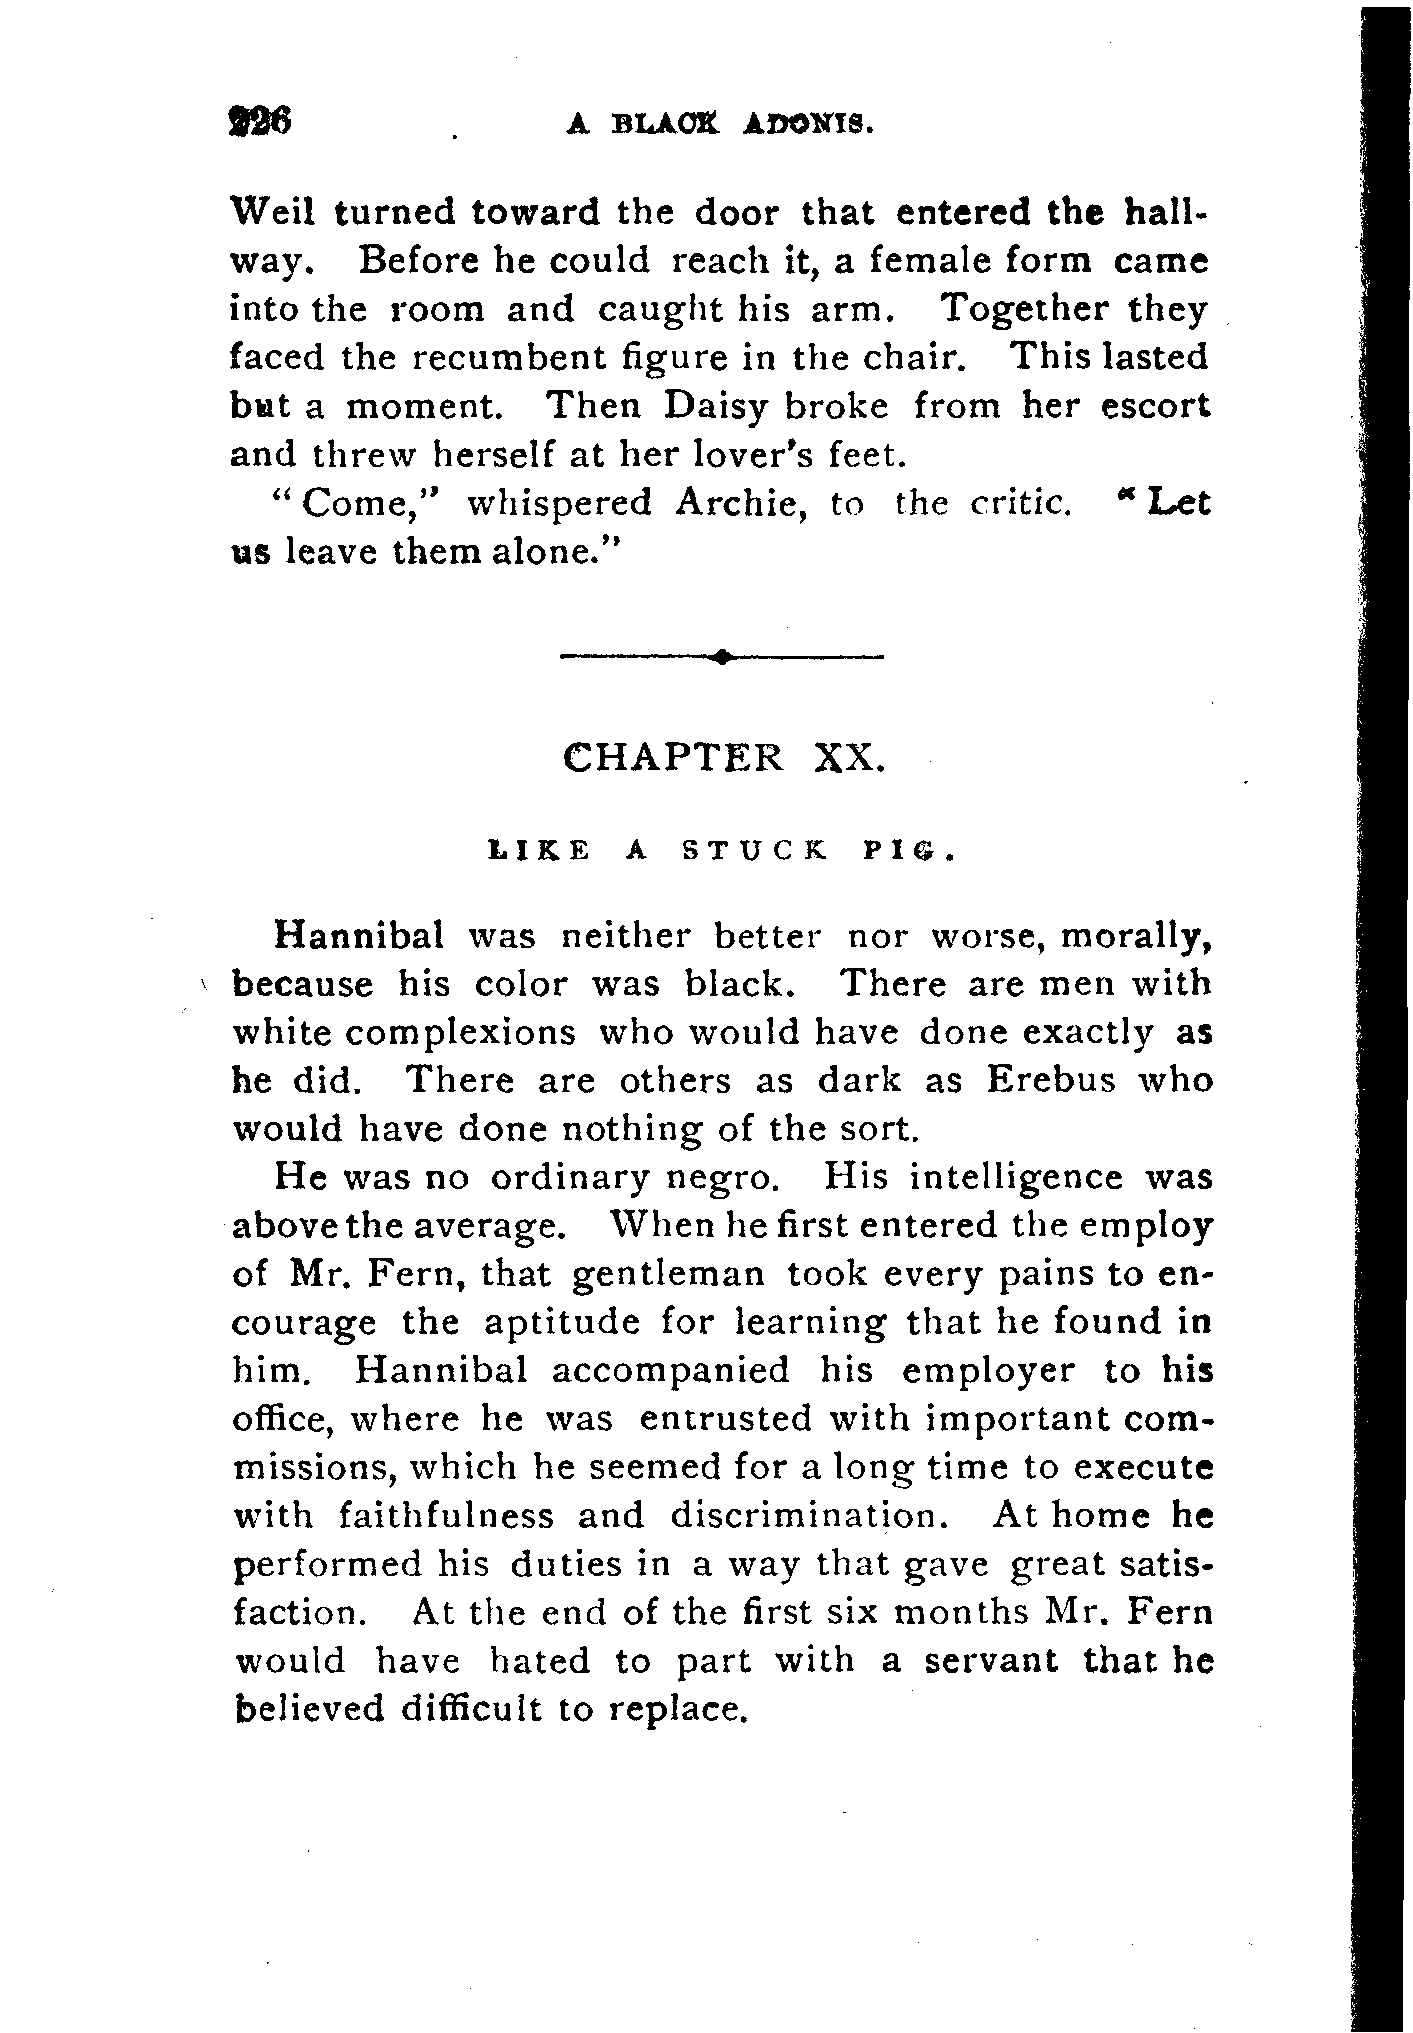 226 A BLACK ADONIS.
Weil turned toward the door that entered the hall-
way. Before he could reach it, a female form came
into the room and caught his arm. Together they
faced the recumbent figure in the chair. This lasted
but a moment. Then Daisy broke from her escort
and threw herself at her lover's feet.
"Come," whispered Archie, to the critic. "Let
us leave them alone."
CHAPTER XX.
LIKE A STUCK PIG.
Hannibal was neither better nor worse, morally,
because his color was black. There are men with
white complexions who would have done exactly as
he did. There are others as dark as Erebus who
would have done nothing of the sort.
He was no ordinary negro. His intelligence was
above the average. When he first entered the employ
of Mr. Fern, that gentleman took every pains to en-
courage the aptitude for learning that he found in
him. Hannibal accompanied his employer to his
office, where he was entrusted with important com-
missions, which he seemed for a long time to execute
with faithfulness and discrimination. At home he
performed his duties in a way that gave great satis-
faction. At the end of the first six months Mr. Fern
would have hated to part with a servant that he
believed difficult to replace.